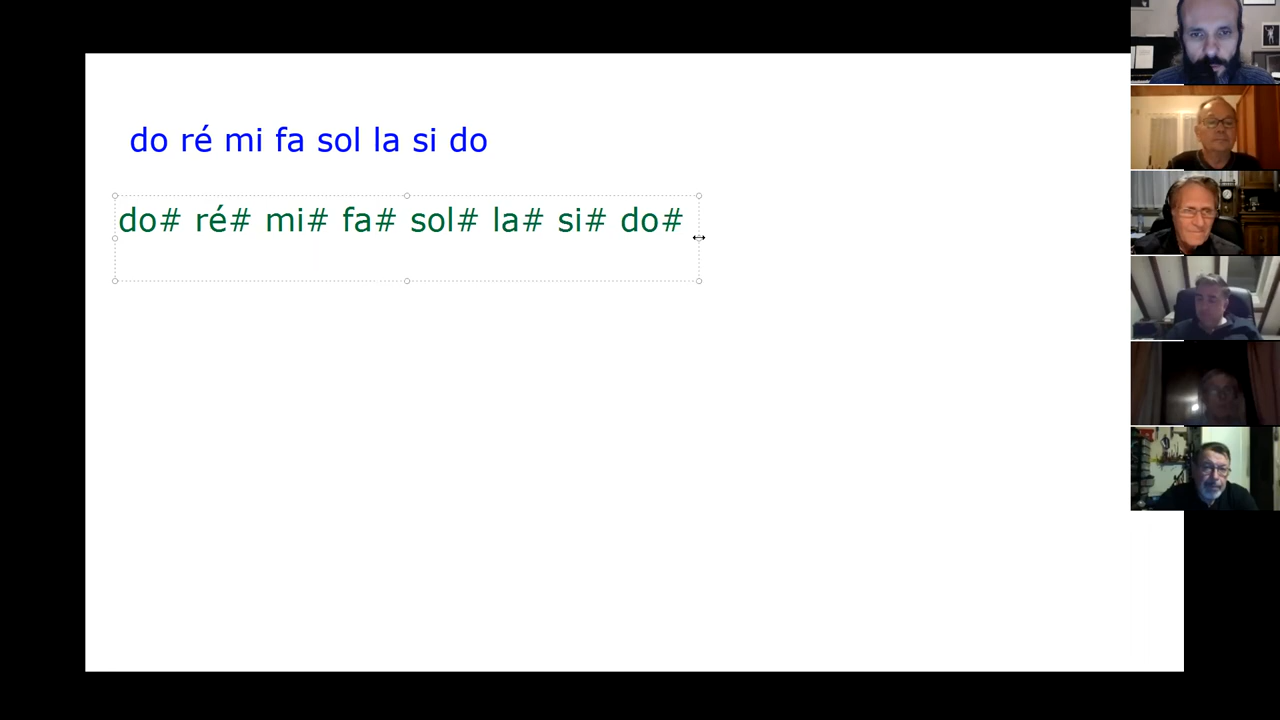 do ré mi fa sol la si do
do# ré# mi# fa# sol# la# si# do#